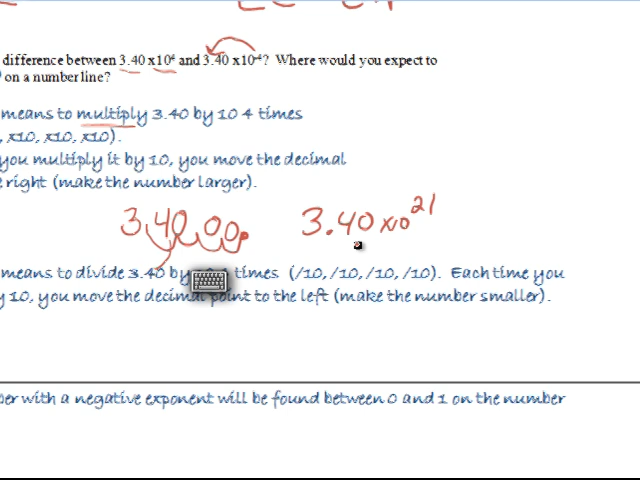 difference between 3.40 x10⁴ and 3.40 x10⁻⁴? Where would you expect to
on a number line?
means to multiply 3.40 by 10 4 times
, x10, x10, x10).
you multiply it by 10, you move the decimal
right (make the number larger).
3.4000 3.40 x10²¹
means to divide 3.40 by times (/10, /10, /10, /10). Each time you
10, you move the decimal point to the left (make the number smaller).
with a negative exponent will be found between 0 and 1 on the number